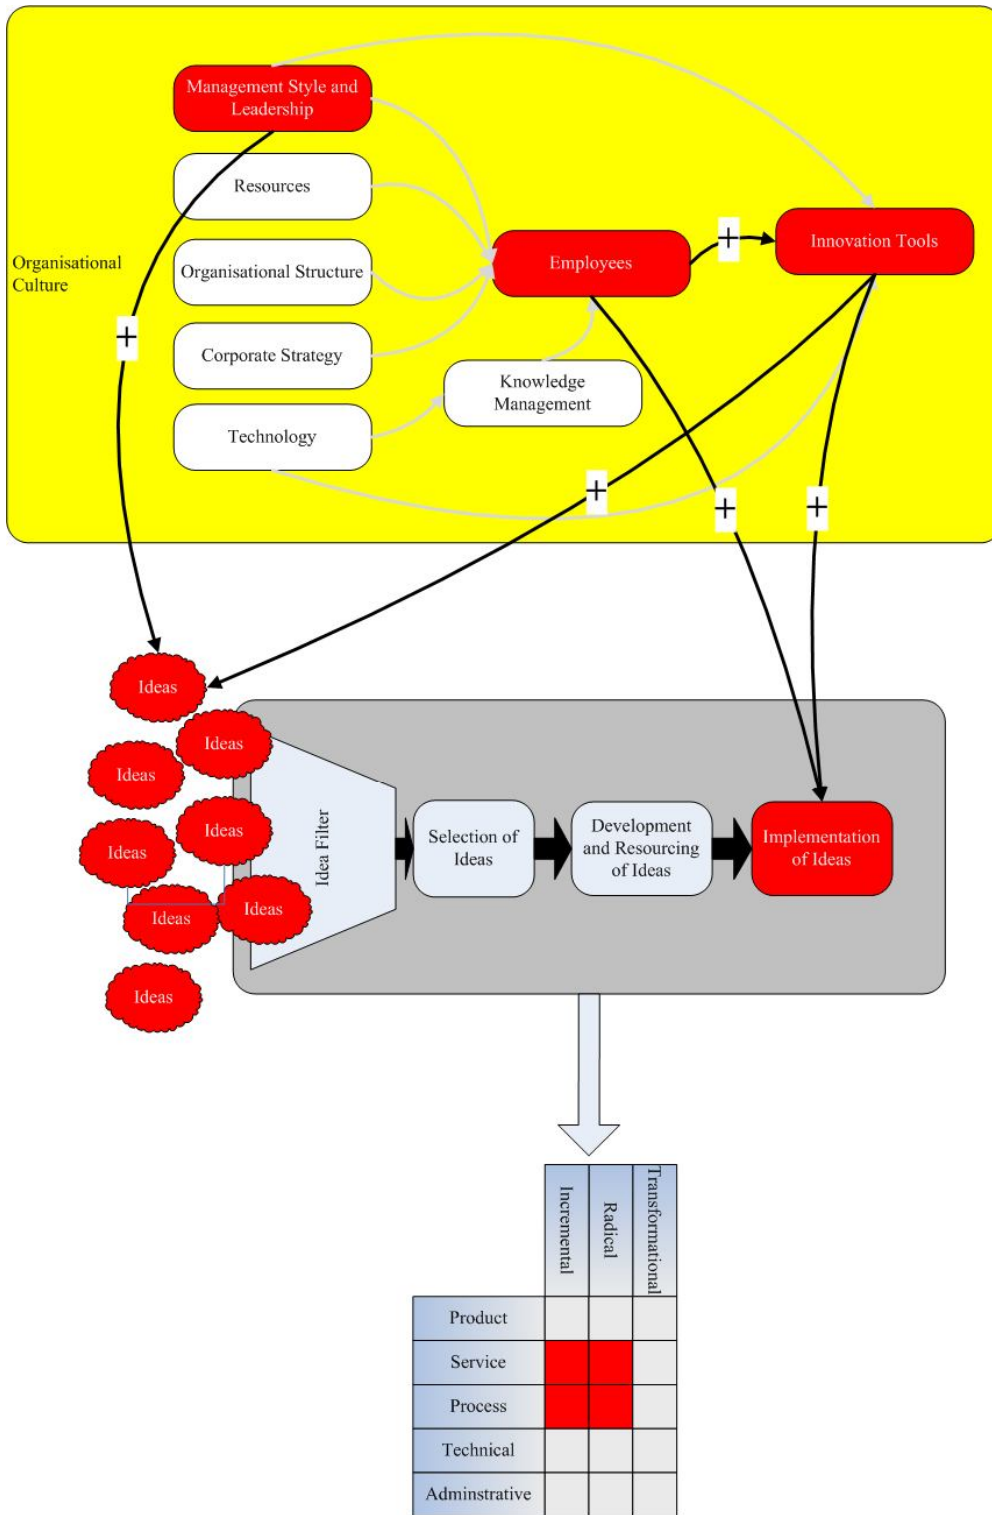 Management Style and
Leadership
Resources
Organisational
Culture
Organisational Structure
Employees
Innovation Tools
Corporate Strategy
Knowledge
Management
Technology
+
+
+
+
+
Ideas
Ideas
Ideas
Ideas
Ideas
Ideas
Ideas
Ideas
Idea Filter
Selection of
Ideas
Development
and Resourcing
of Ideas
Implementation
of Ideas
Incremental
Radical
Transformational
Product
Service
Process
Technical
Adminstrative